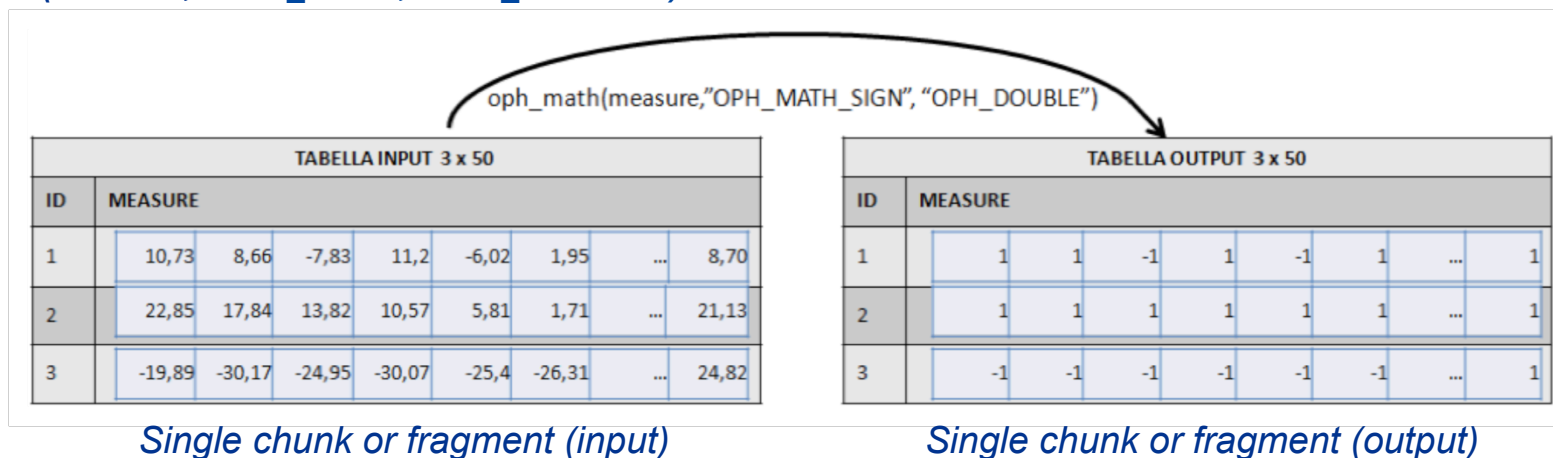 oph_math(measure,"OPH_MATH_SIGN", “OPH_DOUBLE”)
TABELLA INPUT 3 x 50
ID MEASURE
1 10,73 8,66 -7,83 11,2 -6,02 1,95 ... 8,70
2 22,85 17,84 13,82 10,57 5,81 1,71 ... 21,13
3 -19,89 -30,17 -24,95 -30,07 -25,4 -26,31 ... 24,82
TABELLA OUTPUT 3 x 50
ID MEASURE
1 1 1 -1 1 -1 1 ... 1
2 1 1 1 1 1 1 ... 1
3 -1 -1 -1 -1 -1 -1 ... 1
Single chunk or fragment (input)
Single chunk or fragment (output)